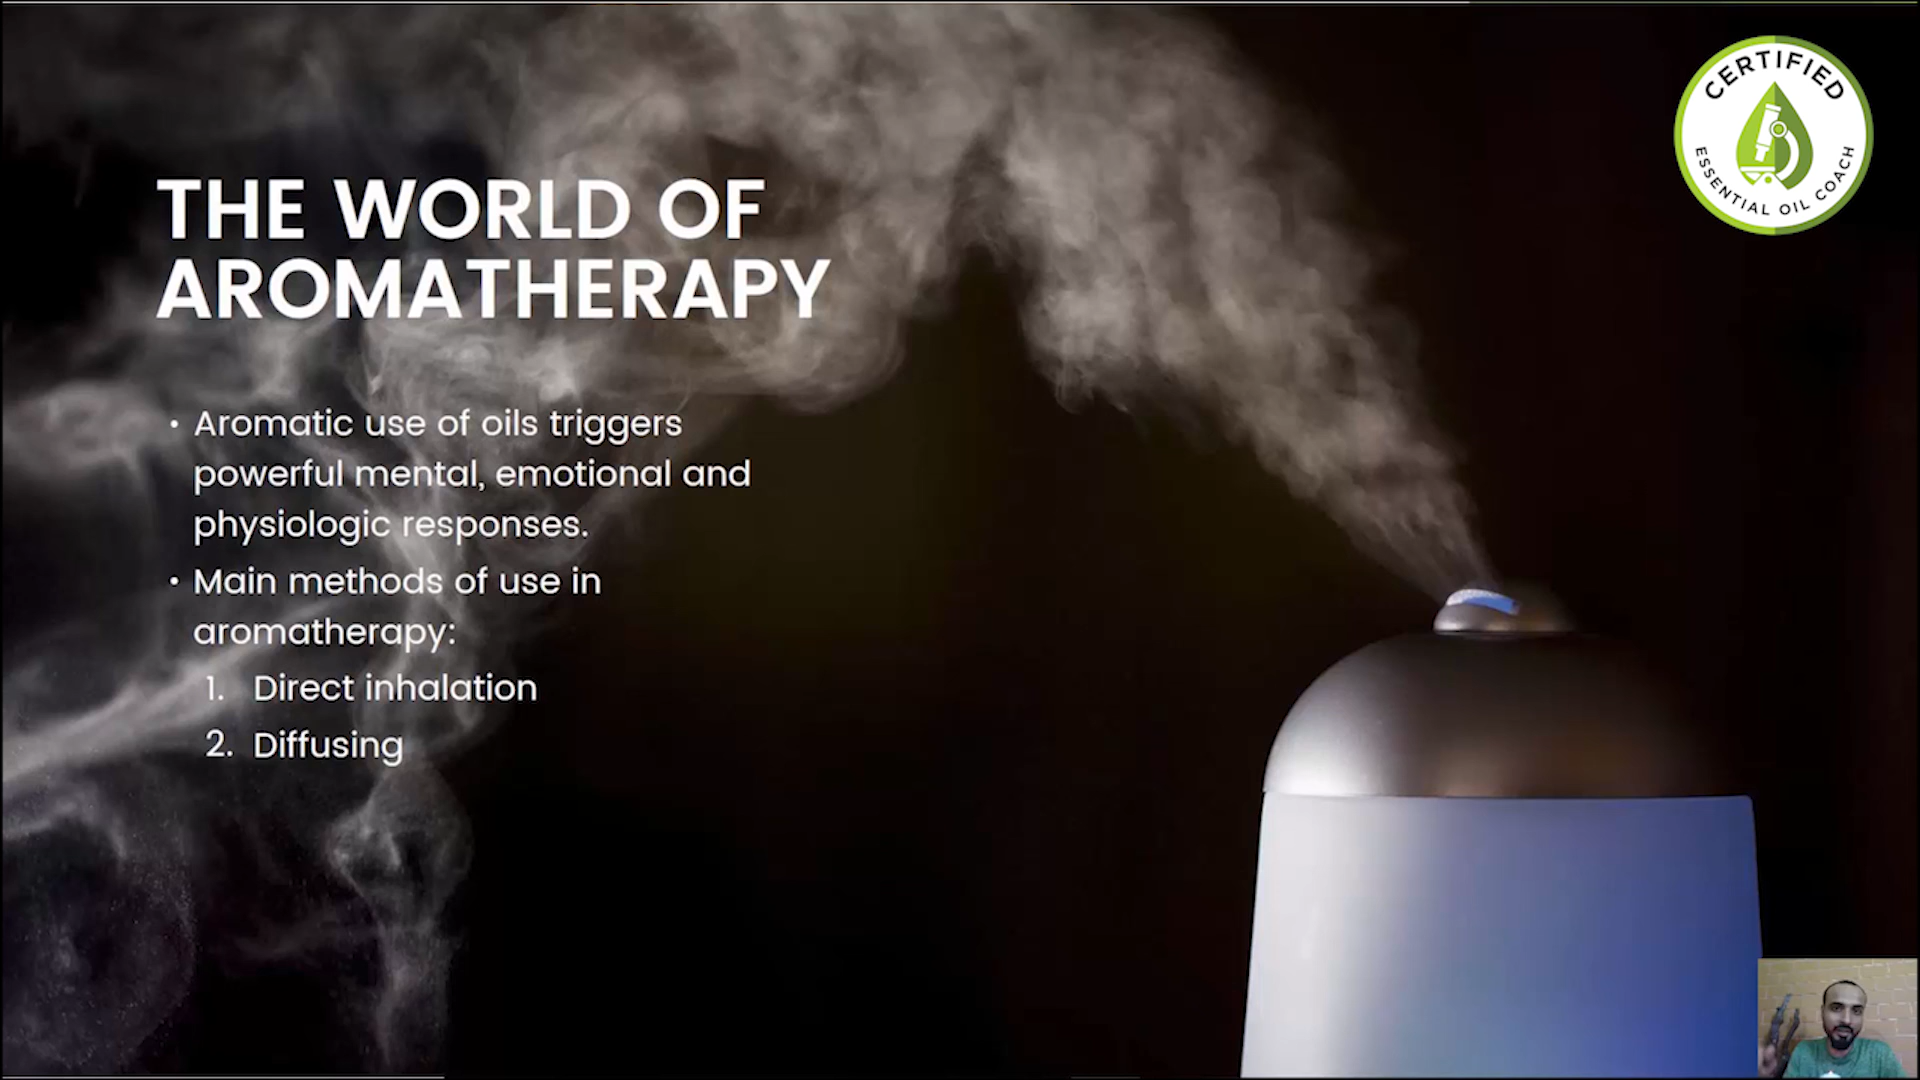 CERTIFIED
ESSENTIAL OIL COACH
THE WORLD OF
AROMATHERAPY
• Aromatic use of oils triggers
powerful mental, emotional and
physiologic responses.
• Main methods of use in
aromatherapy:
1. Direct inhalation
2. Diffusing